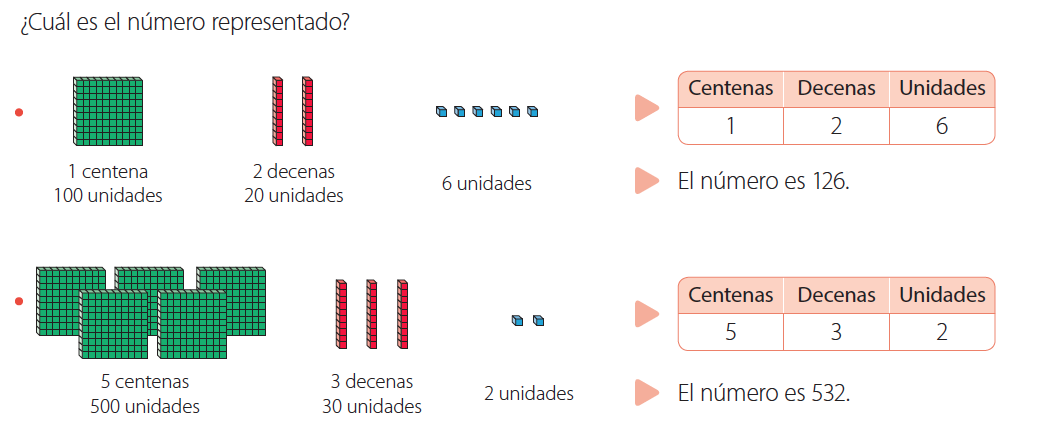 ¿Cuál es el número representado?
1 centena
100 unidades
2 decenas
20 unidades
6 unidades
Centenas Decenas Unidades
1 2 6
El número es 126.
5 centenas
500 unidades
3 decenas
30 unidades
2 unidades
Centenas Decenas Unidades
5 3 2
El número es 532.